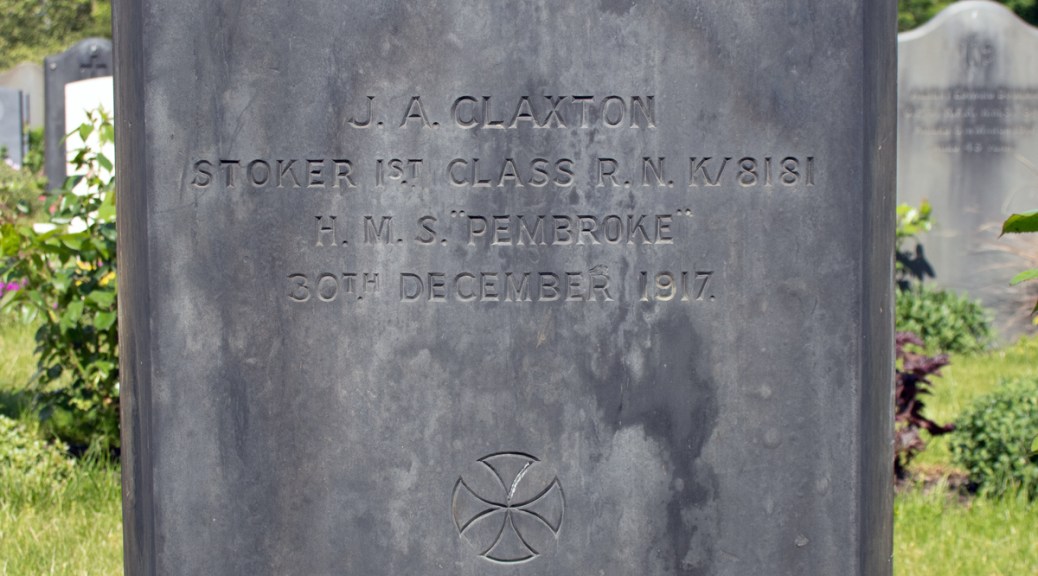 J. A. CLAXTON
STOKER 1ST. CLASS R. N. K/8181
H. M. S. "PEMBROKE"
30TH DECEMBER 1917.